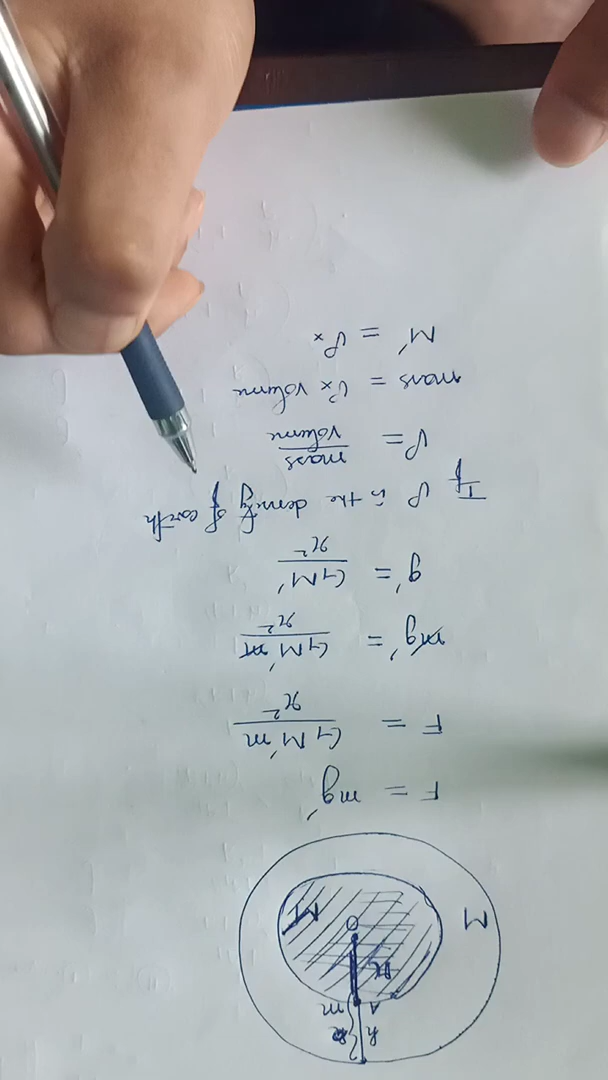 h
m
x
O
M
M'
F = mg'
F = GM'm / x²
mg' = GM'm / x²
g' = GM' / x²
If ρ is the density of earth
ρ = mass / volume
mass = ρ × volume
M' = ρ ×